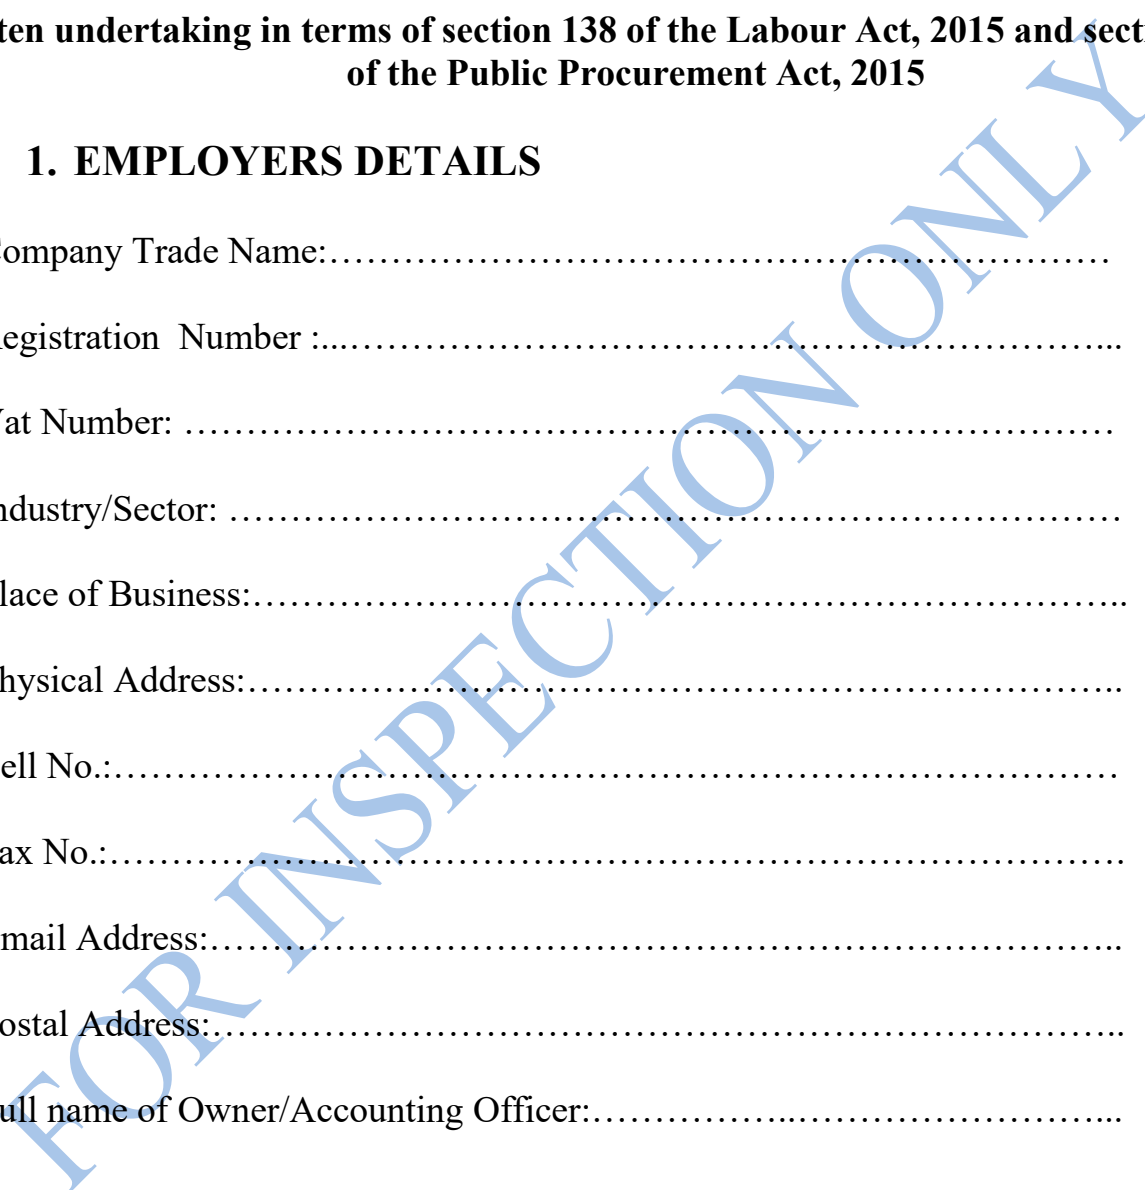 ten undertaking in terms of section 138 of the Labour Act, 2015 and secti
of the Public Procurement Act, 2015
1. EMPLOYERS DETAILS
ompany Trade Name:……………………………………………………
egistration  Number :...………………………………………………...
at Number: ……………………………………………………………
ndustry/Sector: …………………………………………………………
lace of Business:………………………………………………………..
hysical Address:………………………………………………………..
ell No.:…………………………………………………………………
ax No.:………………………………………………………………….
mail Address:…………………………………………………………..
ostal Address:…………………………………………………………..
ull name of Owner/Accounting Officer:…………..…………………...
FOR INSPECTION ONLY